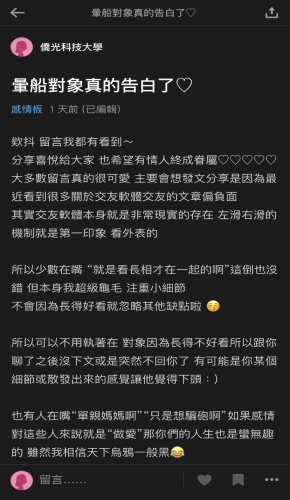 暈船對象真的告白了♡
僑光科技大學
暈船對象真的告白了♡
感情板 1 天前 (已編輯)
欸抖 留言我都有看到～
分享喜悅給大家 也希望有情人終成眷屬♡♡♡♡♡
大多數留言真的很可愛 主要會想發文分享是因為最
近看到很多關於交友軟體交友的文章偏負面
其實交友軟體本身就是非常現實的存在 左滑右滑的
機制就是第一印象 看外表的
所以少數在嘴 “就是看長相才在一起的啊”這倒也沒
錯 但本身我超級龜毛 注重小細節
不會因為長得好看就忽略其他缺點啦 😚
所以可以不用執著在 對象因為長得不好看所以跟你
聊了之後沒下文或是突然不回你了 有可能是你某個
細節或散發出來的感覺讓他覺得下頭：)
也有人在嘴“單親媽媽啊”“只是想騙砲啊”如果感情
對這些人來說就是“做愛”那你們的人生也是蠻無趣
的 雖然我相信天下烏鴉一般黑😂
留言......